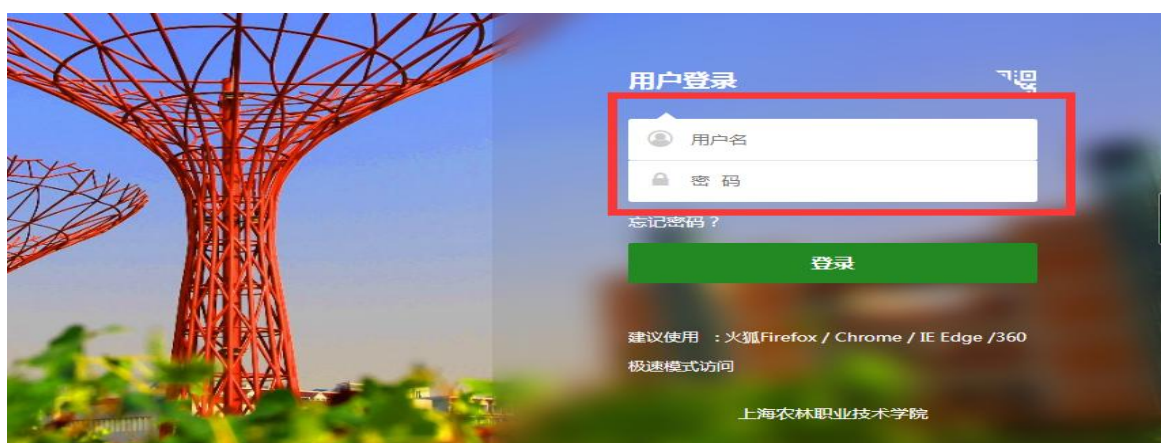 用户登录
用户名
密 码
忘记密码？
登录
建议使用 ：火狐Firefox / Chrome / IE Edge /360
极速模式访问
上海农林职业技术学院